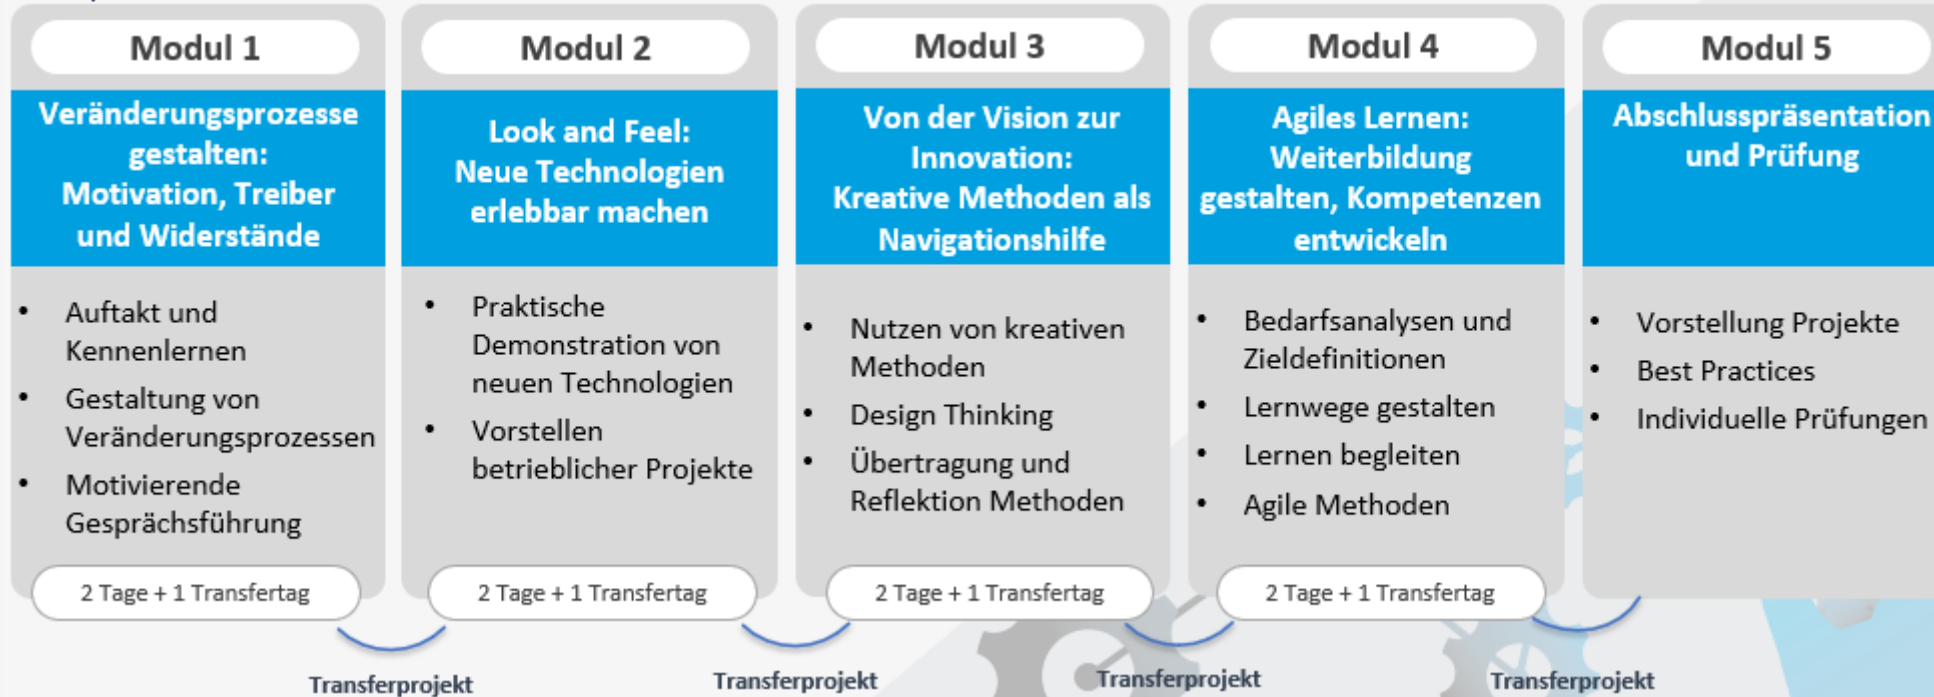 Modul 1
Veränderungsprozesse
gestalten:
Motivation, Treiber
und Widerstände
• Auftakt und
Kennenlernen
• Gestaltung von
Veränderungsprozessen
• Motivierende
Gesprächsführung
2 Tage + 1 Transfertag
Modul 2
Look and Feel:
Neue Technologien
erlebbar machen
• Praktische
Demonstration von
neuen Technologien
• Vorstellen
betrieblicher Projekte
2 Tage + 1 Transfertag
Modul 3
Von der Vision zur
Innovation:
Kreative Methoden als
Navigationshilfe
• Nutzen von kreativen
Methoden
• Design Thinking
• Übertragung und
Reflektion Methoden
2 Tage + 1 Transfertag
Modul 4
Agiles Lernen:
Weiterbildung
gestalten, Kompetenzen
entwickeln
• Bedarfsanalysen und
Zieldefinitionen
• Lernwege gestalten
• Lernen begleiten
• Agile Methoden
2 Tage + 1 Transfertag
Modul 5
Abschlusspräsentation
und Prüfung
• Vorstellung Projekte
• Best Practices
• Individuelle Prüfungen
Transferprojekt
Transferprojekt
Transferprojekt
Transferprojekt